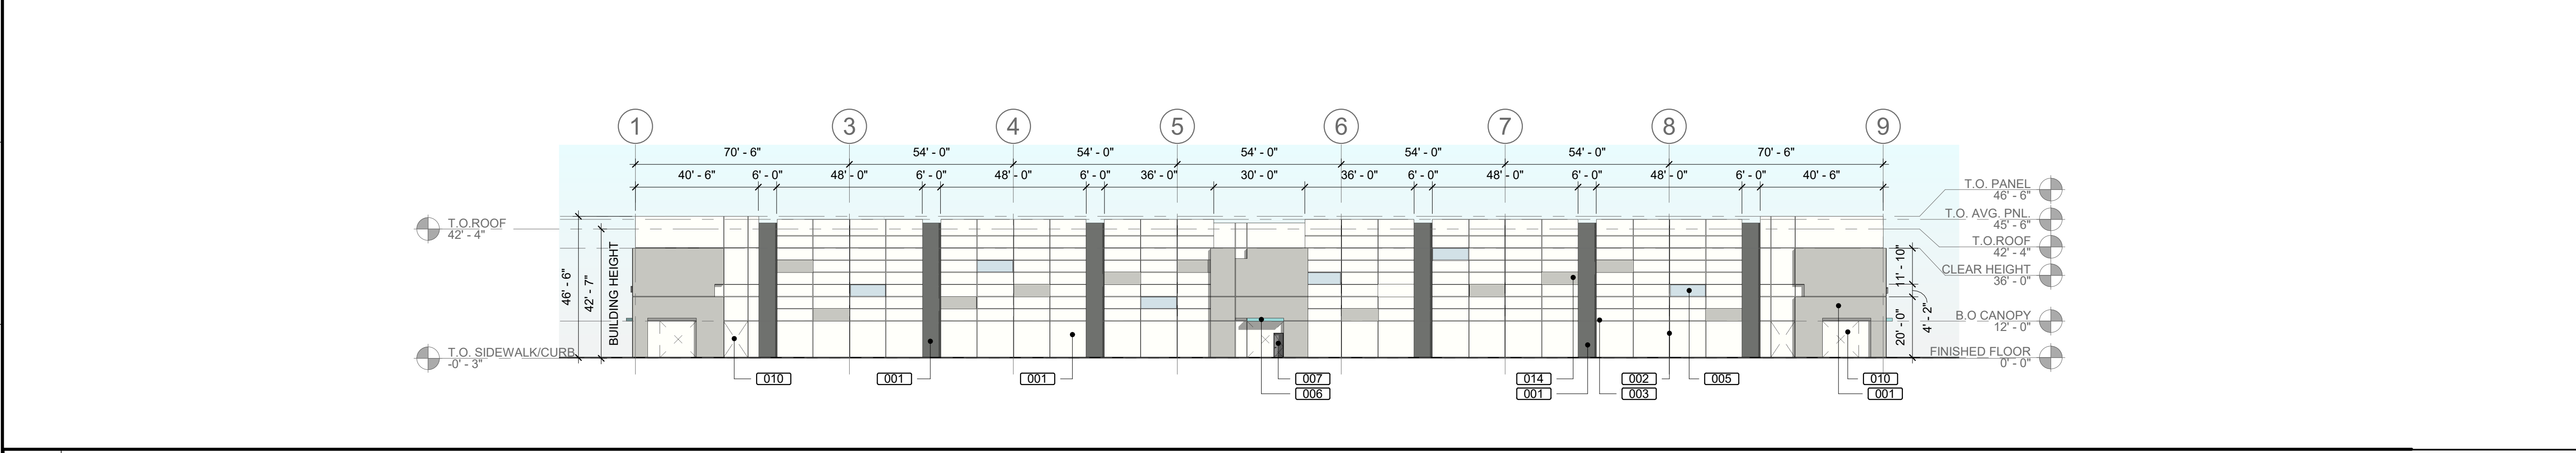 1 3 4 5 6 7 8 9
70' - 6" 54' - 0" 54' - 0" 54' - 0" 54' - 0" 54' - 0" 70' - 6"
40' - 6" 6' - 0" 48' - 0" 6' - 0" 48' - 0" 6' - 0" 36' - 0" 30' - 0" 36' - 0" 6' - 0" 48' - 0" 6' - 0" 48' - 0" 6' - 0" 40' - 6"
T.O.ROOF
42' - 4"
T.O. SIDEWALK/CURB
-0' - 3"
46' - 6"
42' - 7"
BUILDING HEIGHT
T.O. PANEL
46' - 6"
T.O. AVG. PNL.
45' - 6"
T.O.ROOF
42' - 4"
CLEAR HEIGHT
36' - 0"
B.O CANOPY
12' - 0"
FINISHED FLOOR
0' - 0"
11' - 10"
4' - 2"
20' - 0"
010 001 001 007 014 002 005 010
006 001 003 001